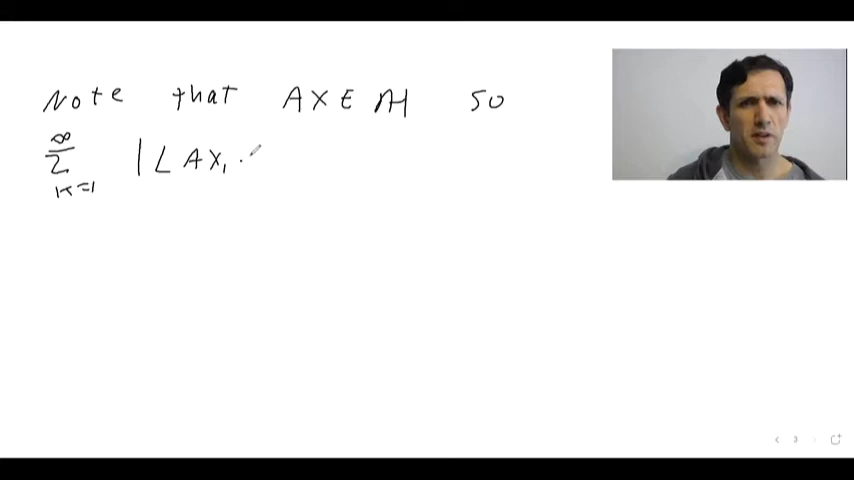 Note that AX ∈ H so
∞ Σ k=1 |< AX,